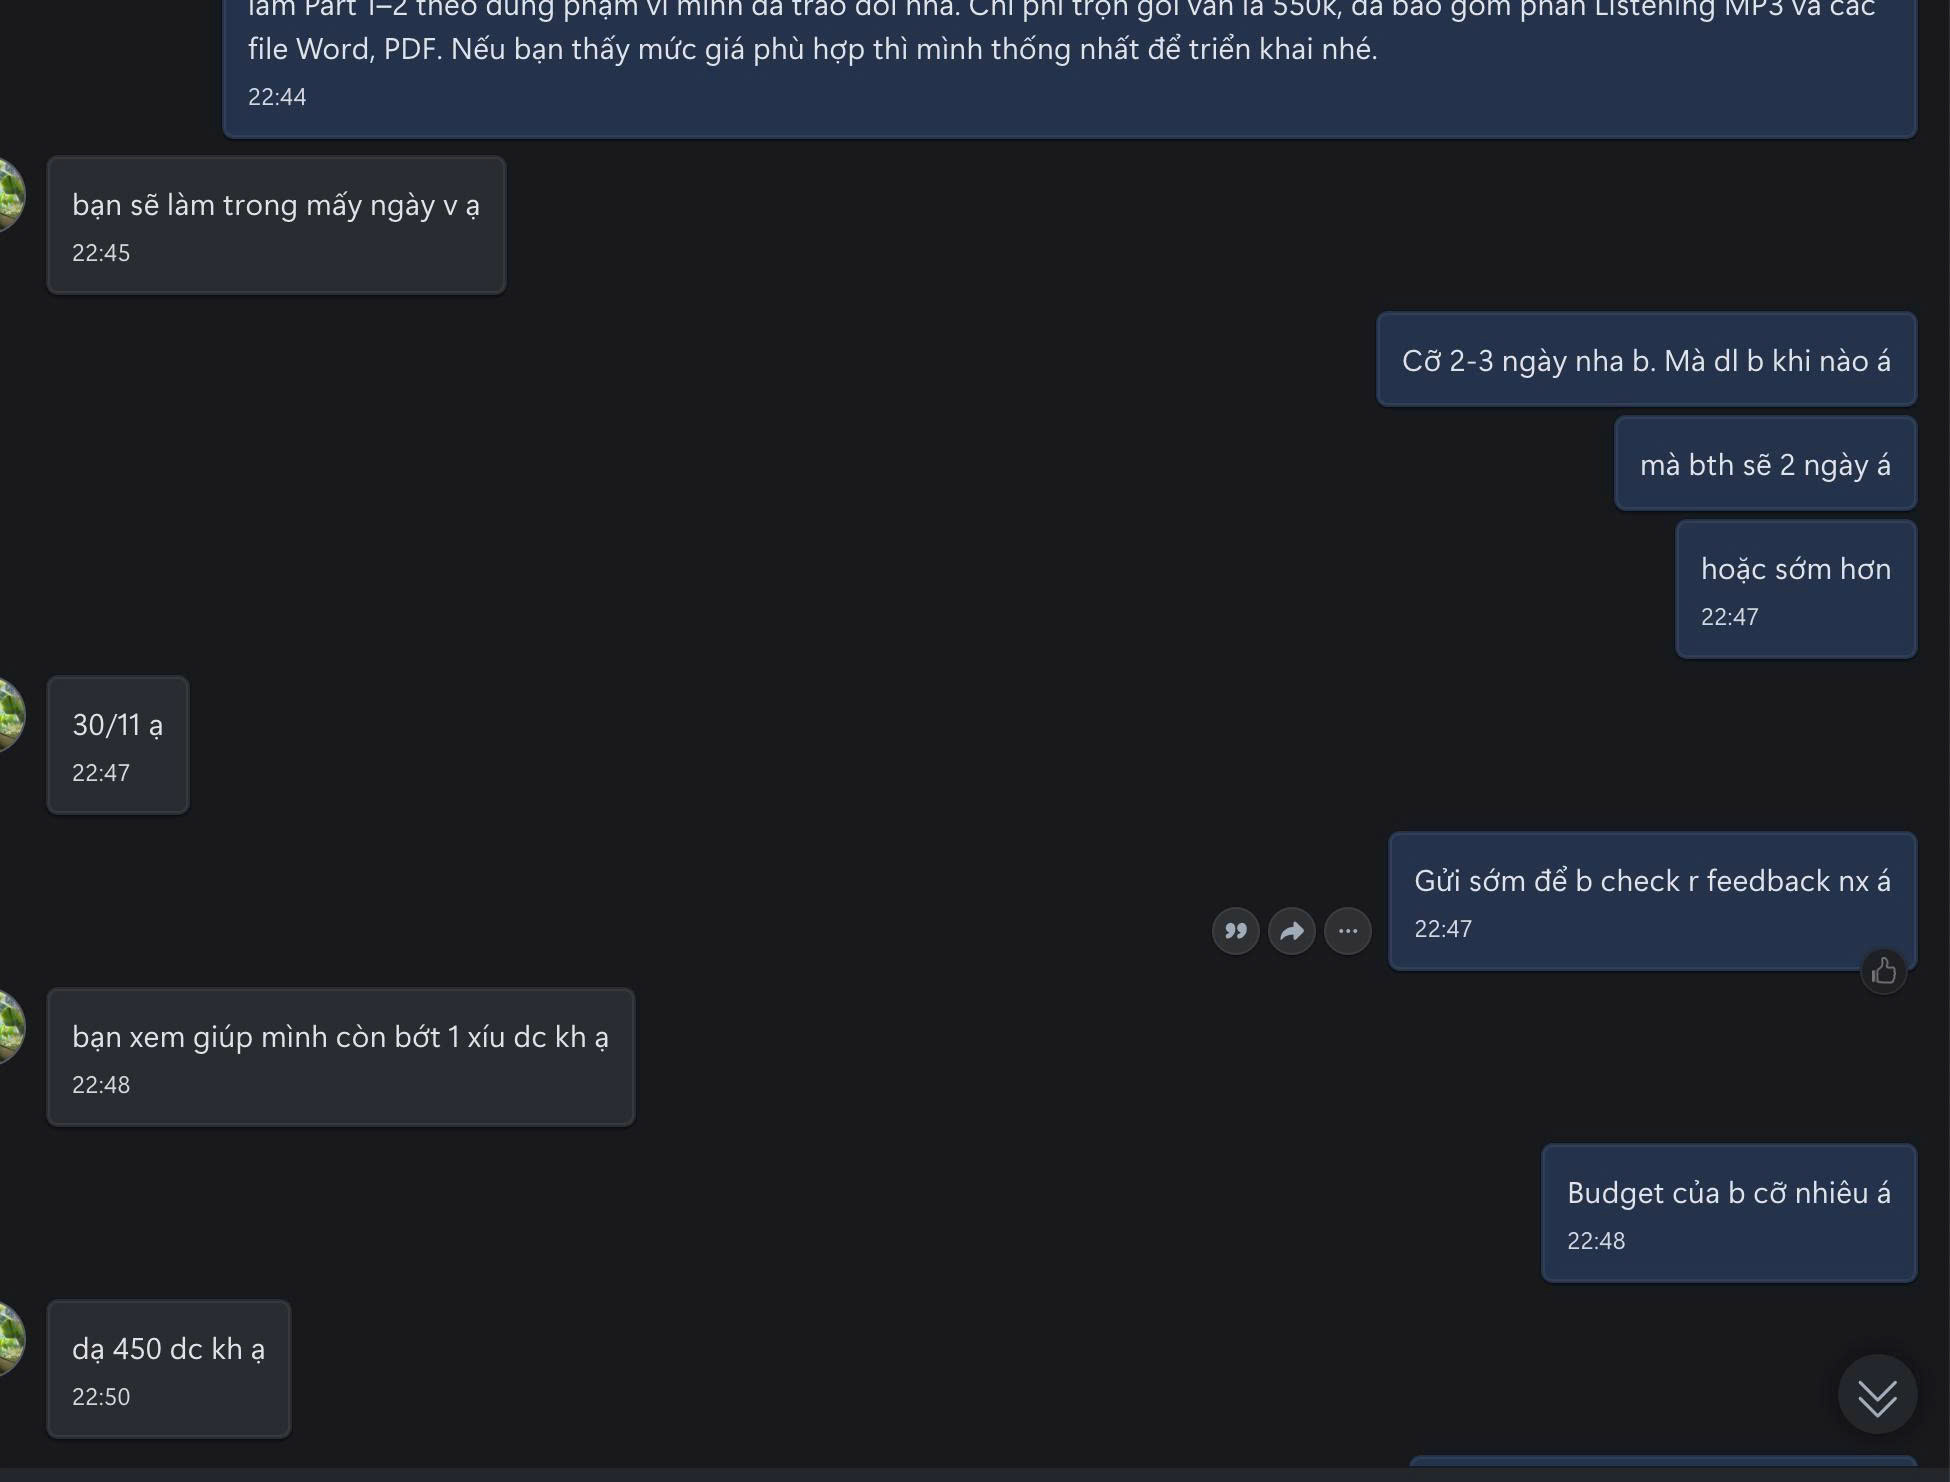 làm Part 1–2 theo đúng phạm vi mình đã trao đổi nha. Chi phí trọn gói vẫn là 550k, đã bao gồm phần Listening MP3 và các
file Word, PDF. Nếu bạn thấy mức giá phù hợp thì mình thống nhất để triển khai nhé.
22:44
bạn sẽ làm trong mấy ngày v ạ
22:45
Cỡ 2-3 ngày nha b. Mà dl b khi nào á
mà bth sẽ 2 ngày á
hoặc sớm hơn
22:47
30/11 ạ
22:47
Gửi sớm để b check r feedback nx á
22:47
bạn xem giúp mình còn bớt 1 xíu dc kh ạ
22:48
Budget của b cỡ nhiêu á
22:48
dạ 450 dc kh ạ
22:50